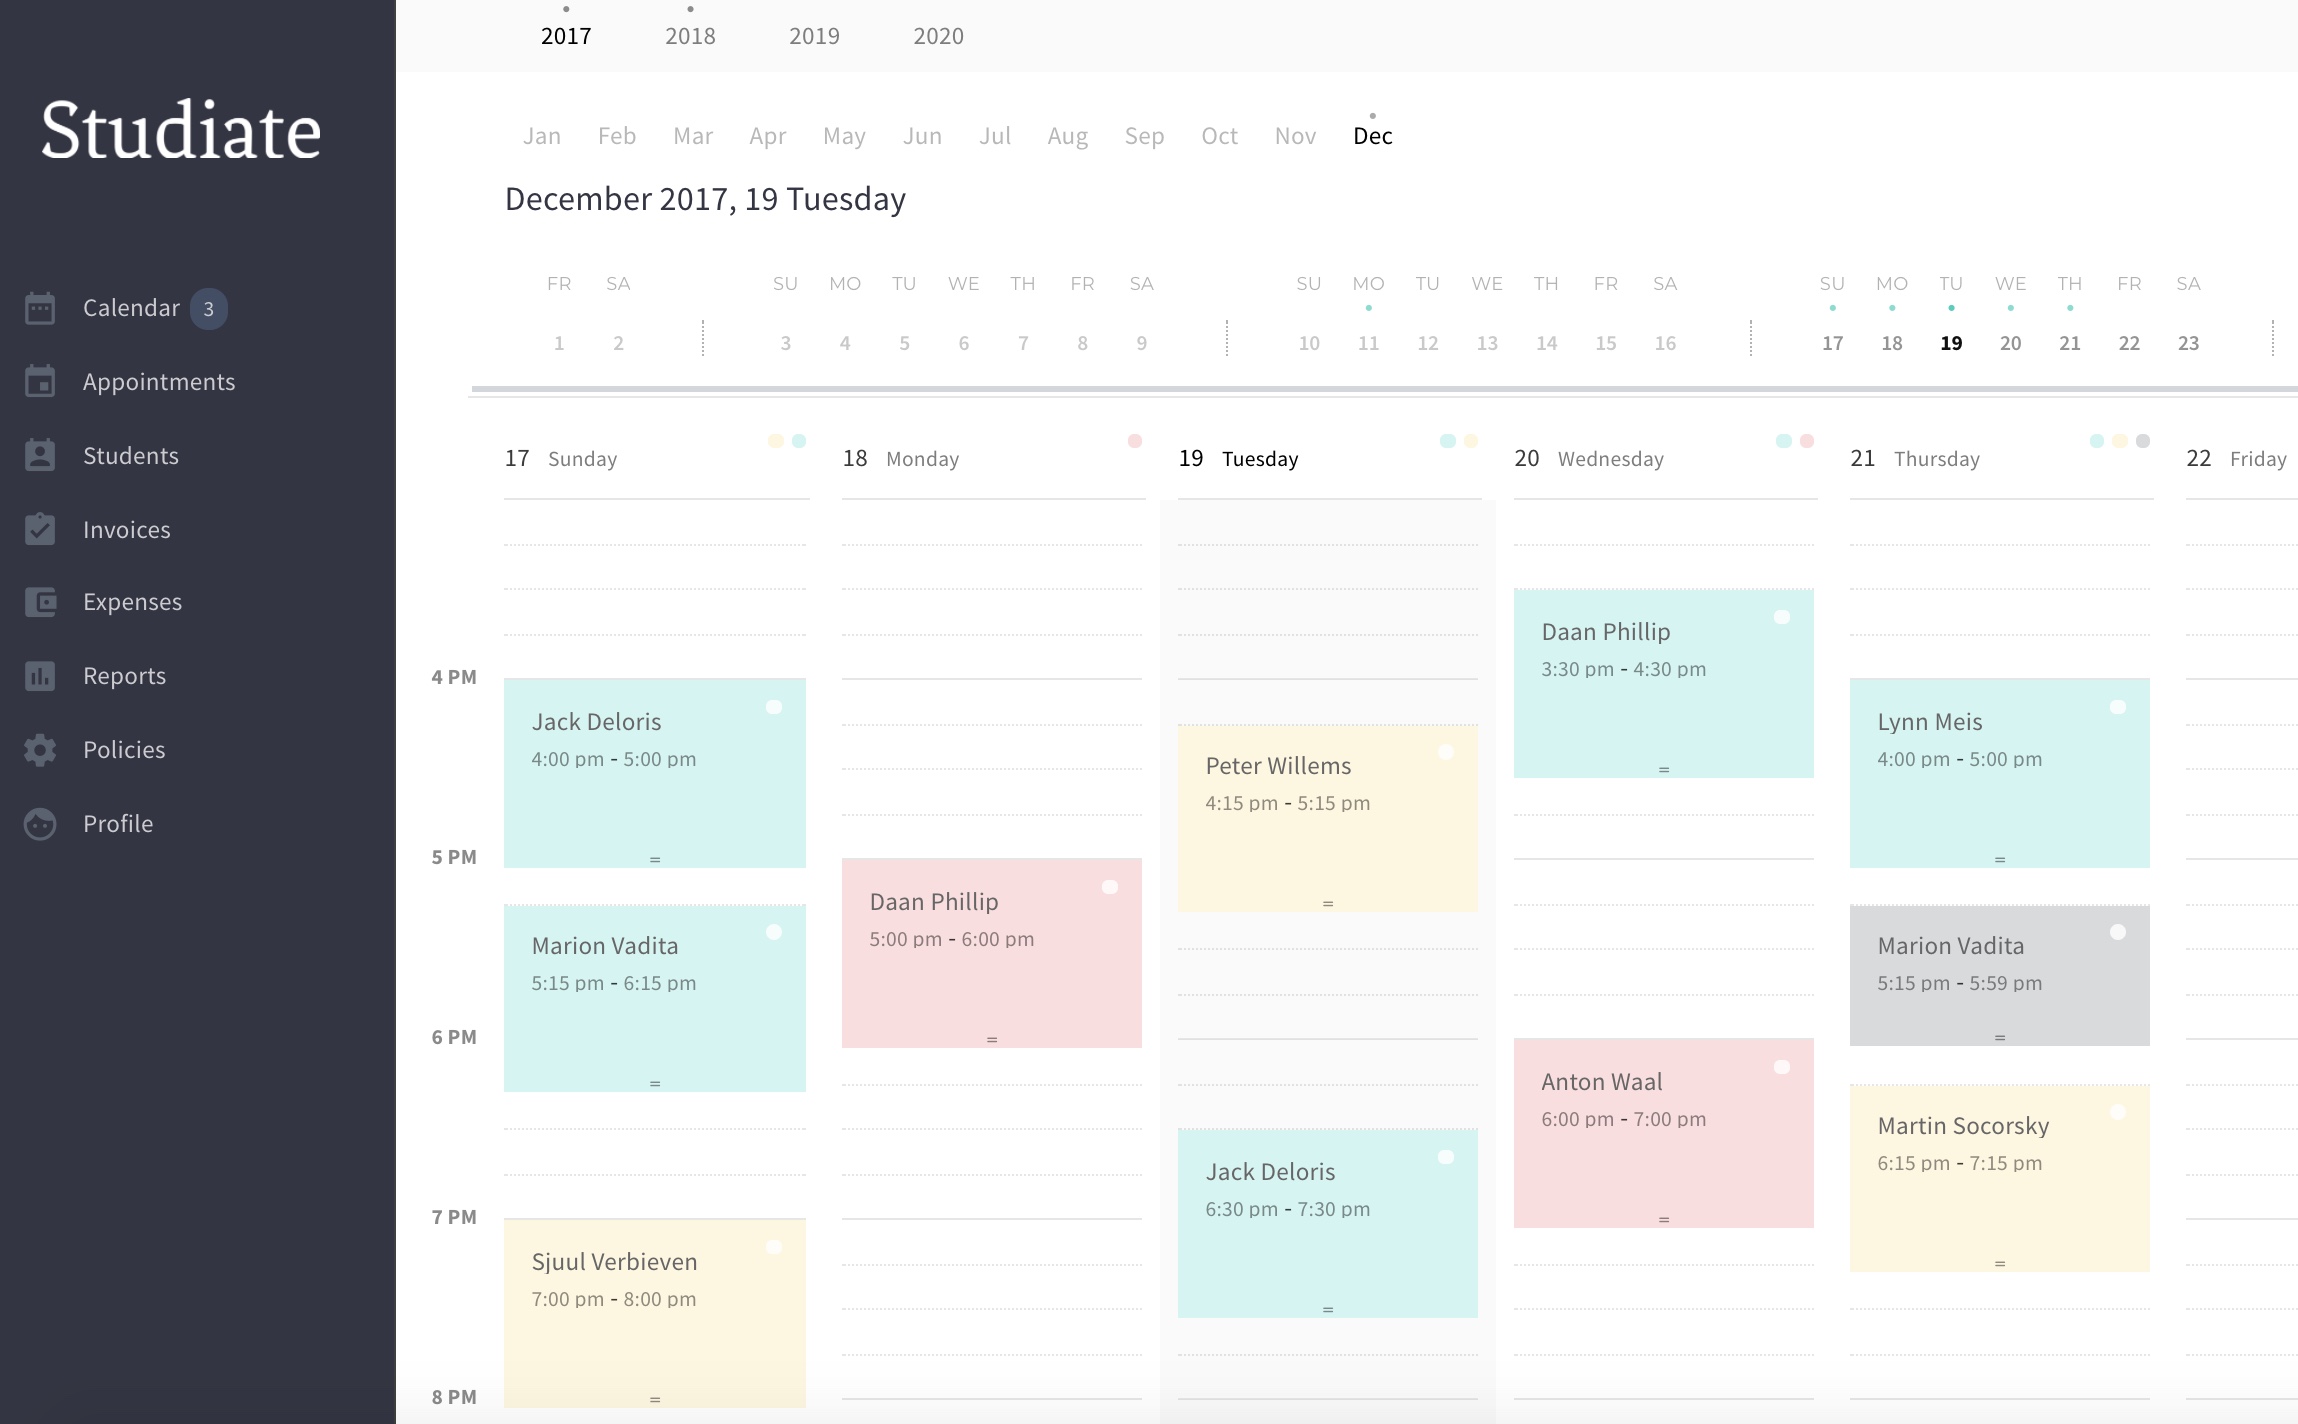 2017 2018 2019 2020
Studiate
Jan Feb Mar Apr May Jun Jul Aug Sep Oct Nov Dec
December 2017, 19 Tuesday
FR SA SU MO TU WE TH FR SA SU MO TU WE TH FR SA SU MO TU WE TH FR SA
1 2 3 4 5 6 7 8 9 10 11 12 13 14 15 16 17 18 19 20 21 22 23
Calendar 3
Appointments
Students
Invoices
Expenses
Reports
Policies
Profile
17 Sunday 18 Monday 19 Tuesday 20 Wednesday 21 Thursday 22 Friday
4 PM
5 PM
6 PM
7 PM
8 PM
Jack Deloris
4:00 pm - 5:00 pm
=
Marion Vadita
5:15 pm - 6:15 pm
=
Sjuul Verbieven
7:00 pm - 8:00 pm
=
Daan Phillip
5:00 pm - 6:00 pm
=
Peter Willems
4:15 pm - 5:15 pm
=
Jack Deloris
6:30 pm - 7:30 pm
=
Daan Phillip
3:30 pm - 4:30 pm
=
Anton Waal
6:00 pm - 7:00 pm
=
Lynn Meis
4:00 pm - 5:00 pm
=
Marion Vadita
5:15 pm - 5:59 pm
=
Martin Socorsky
6:15 pm - 7:15 pm
=